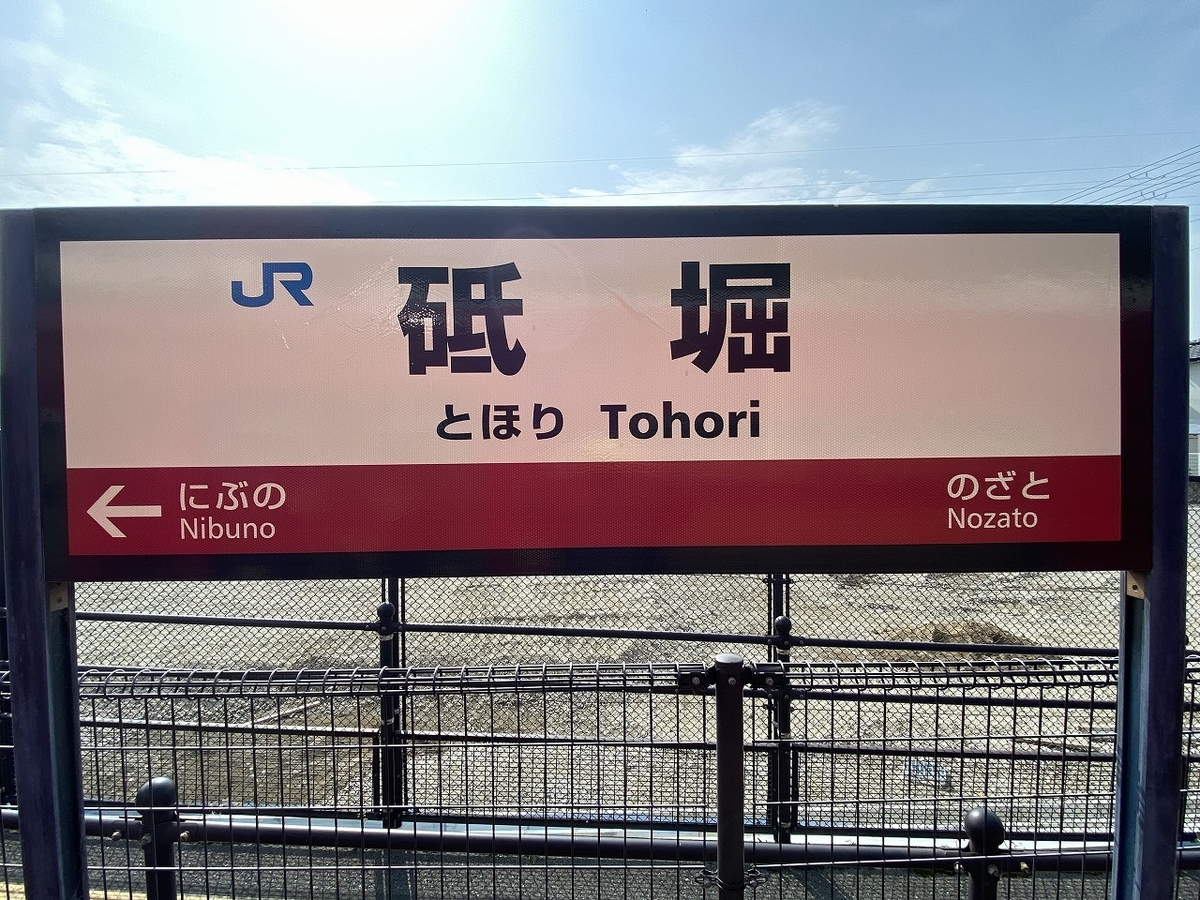 JR 砥堀
とほり Tohori
← にぶの
Nibuno
のざと
Nozato